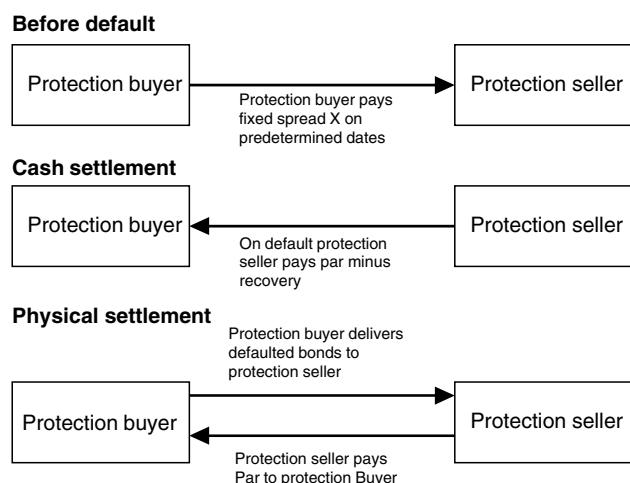 Before default
Protection buyer
Protection seller
Protection buyer pays
fixed spread X on
predetermined dates
Cash settlement
Protection buyer
Protection seller
On default protection
seller pays par minus
recovery
Physical settlement
Protection buyer delivers
defaulted bonds to
protection seller
Protection buyer
Protection seller
Protection seller pays
Par to protection Buyer